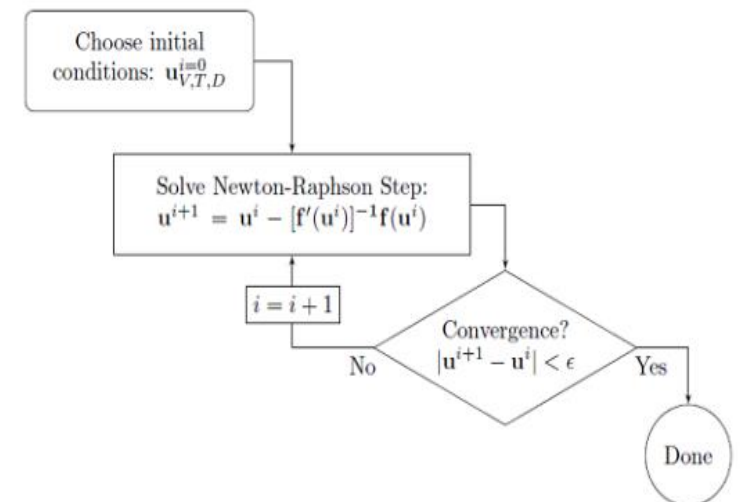 Choose initial
conditions: u^{i=0}_{V,T,D}
Solve Newton-Raphson Step:
u^{i+1} = u^i − [f′(u^i)]^{−1}f(u^i)
i = i + 1
Convergence?
|u^{i+1} − u^i| < ϵ
No
Yes
Done